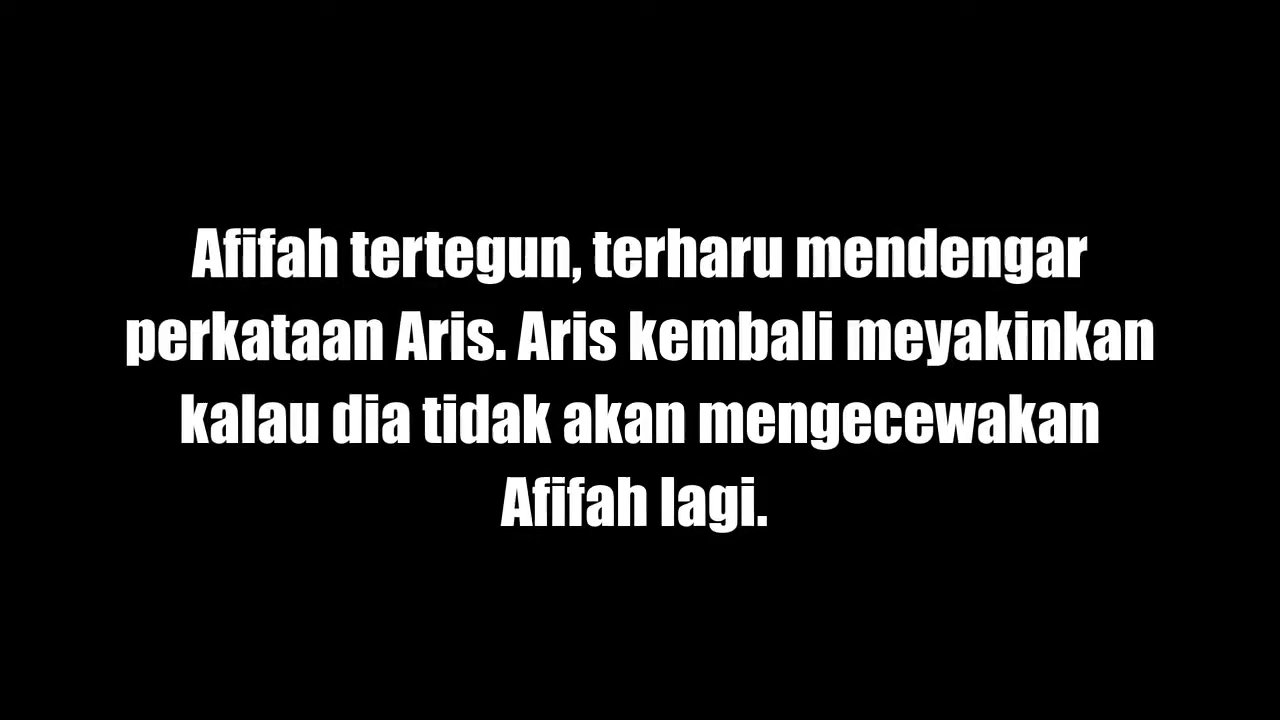 Afifah tertegun, terharu mendengar
perkataan Aris. Aris kembali meyakinkan
kalau dia tidak akan mengecewakan
Afifah lagi.